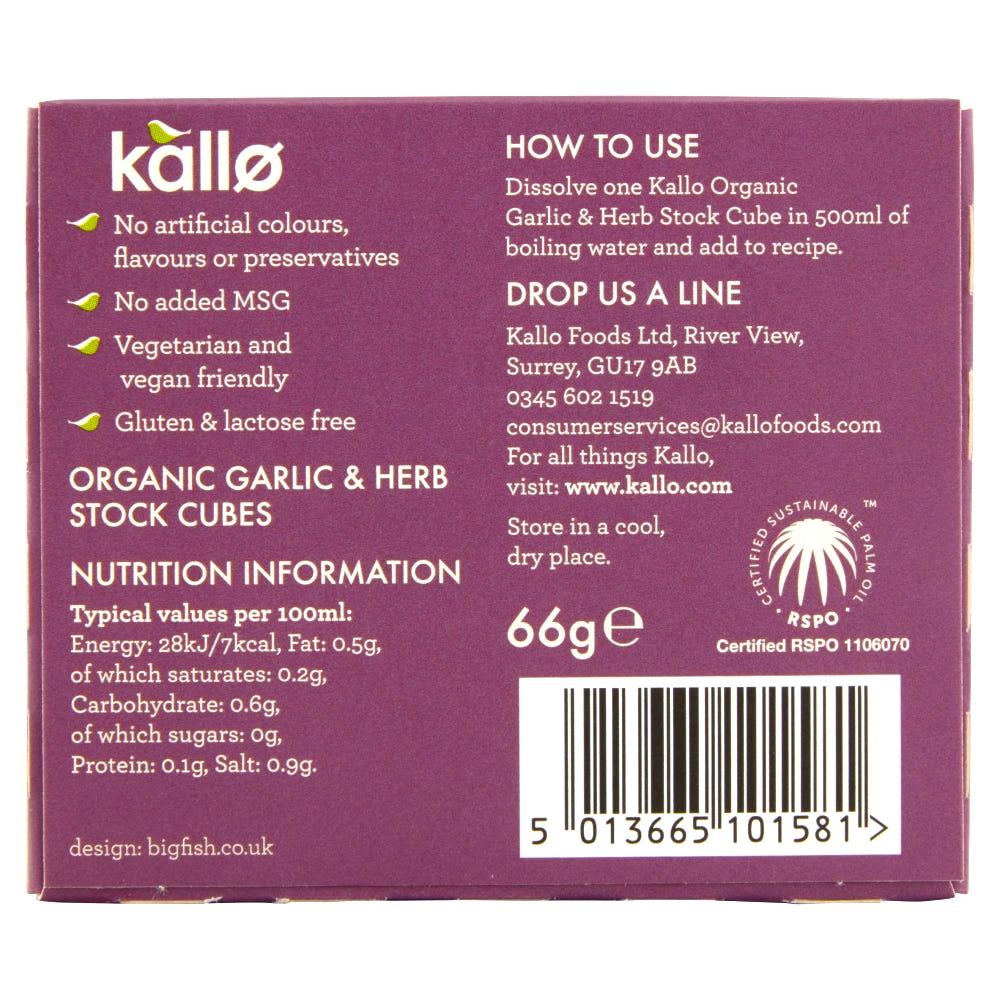 kallø
No artificial colours,
flavours or preservatives
No added MSG
Vegetarian and
vegan friendly
Gluten & lactose free
ORGANIC GARLIC & HERB
STOCK CUBES
NUTRITION INFORMATION
Typical values per 100ml:
Energy: 28kJ/7kcal, Fat: 0.5g,
of which saturates: 0.2g,
Carbohydrate: 0.6g,
of which sugars: 0g,
Protein: 0.1g, Salt: 0.9g.
design: bigfish.co.uk
HOW TO USE
Dissolve one Kallo Organic
Garlic & Herb Stock Cube in 500ml of
boiling water and add to recipe.
DROP US A LINE
Kallo Foods Ltd, River View,
Surrey, GU17 9AB
0345 602 1519
consumerservices@kallofoods.com
For all things Kallo,
visit: www.kallo.com
Store in a cool,
dry place.
CERTIFIED SUSTAINABLE PALM OIL ™
· RSPO ·
Certified RSPO 1106070
66g ℮
5 013665 101581 >